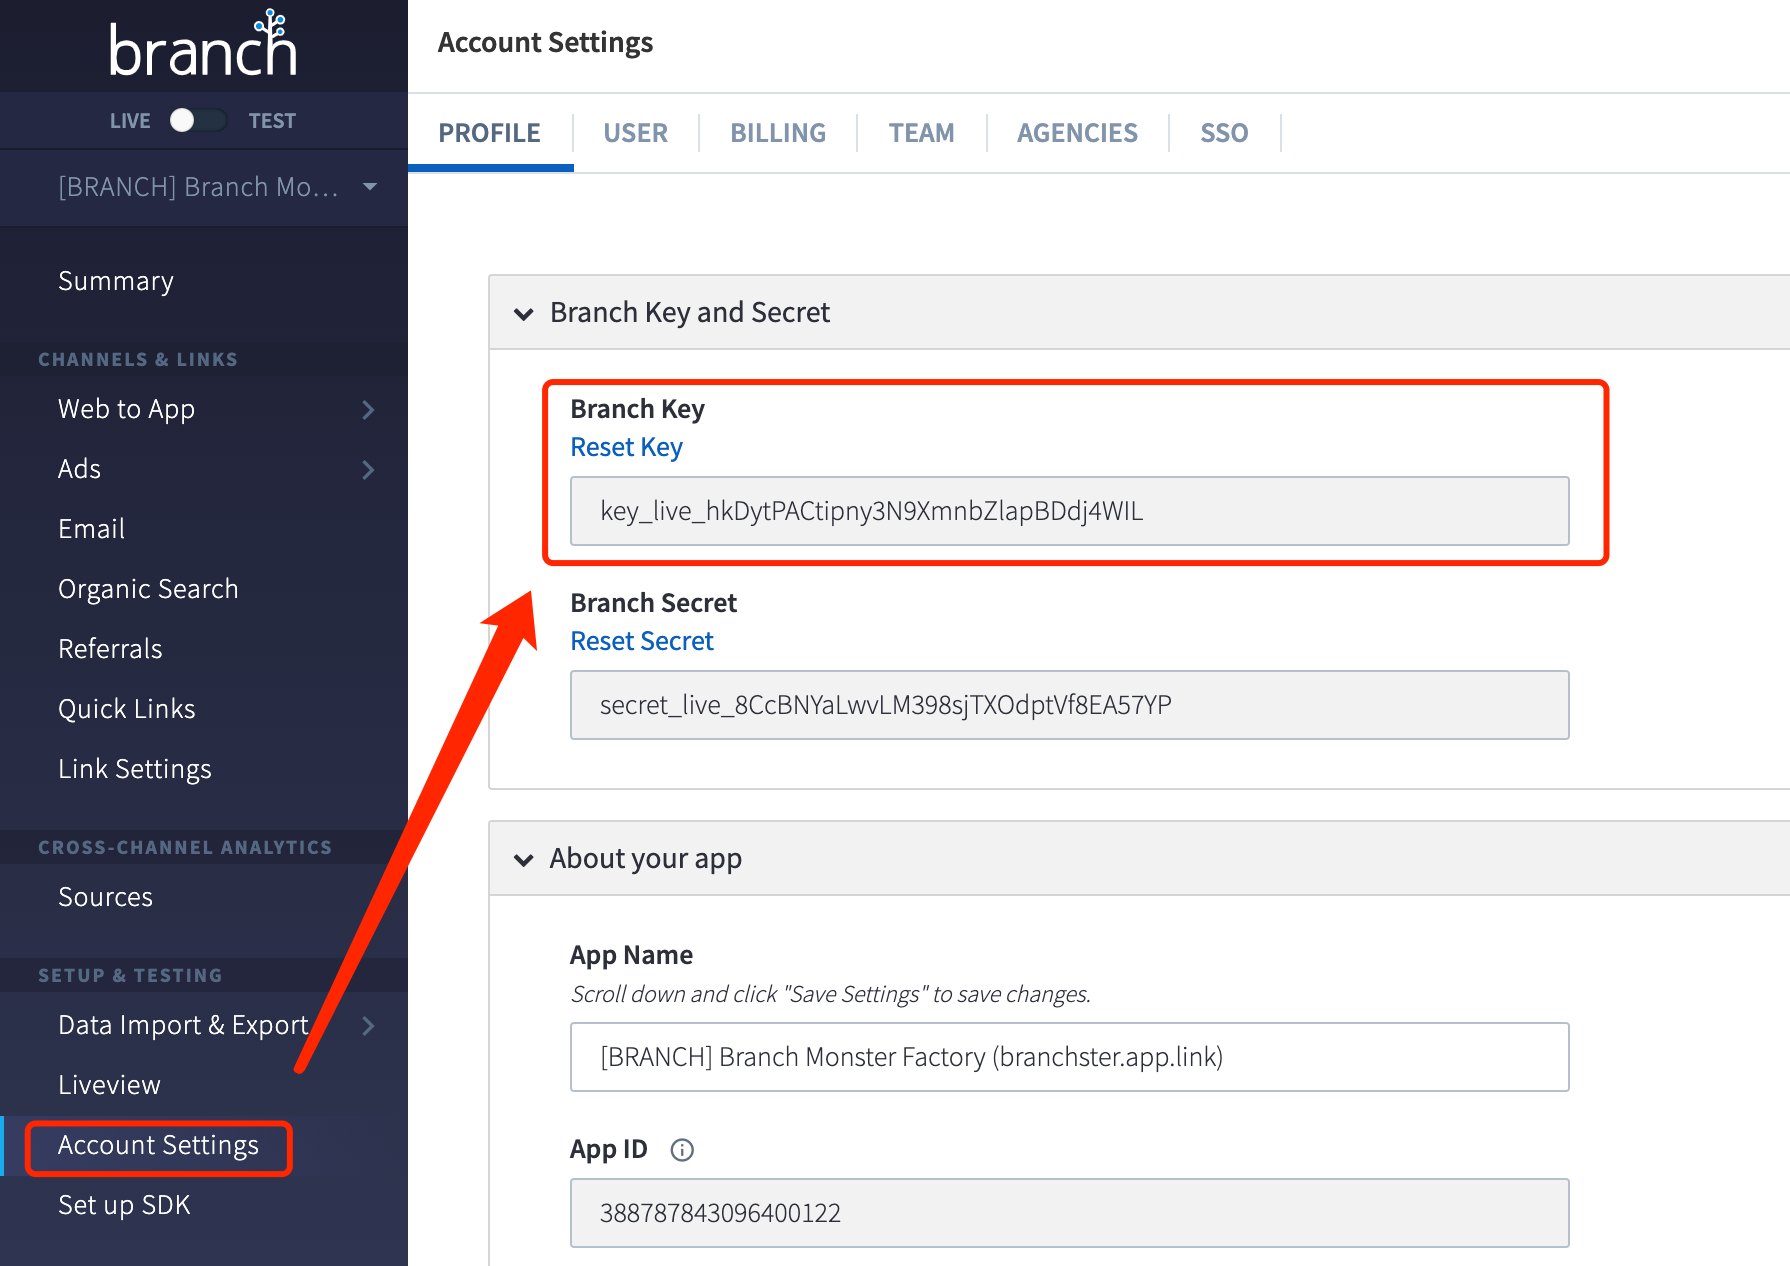 branch
LIVE TEST
[BRANCH] Branch Mo...
Summary
CHANNELS & LINKS
Web to App
Ads
Email
Organic Search
Referrals
Quick Links
Link Settings
CROSS-CHANNEL ANALYTICS
Sources
SETUP & TESTING
Data Import & Export
Liveview
Account Settings
Set up SDK
Account Settings
PROFILE USER BILLING TEAM AGENCIES SSO
Branch Key and Secret
Branch Key
Reset Key
key_live_hkDytPACtipny3N9XmnbZlapBDdj4WIL
Branch Secret
Reset Secret
secret_live_8CcBNYaLwvLM398sjTXOdptVf8EA57YP
About your app
App Name
Scroll down and click "Save Settings" to save changes.
[BRANCH] Branch Monster Factory (branchster.app.link)
App ID
388787843096400122